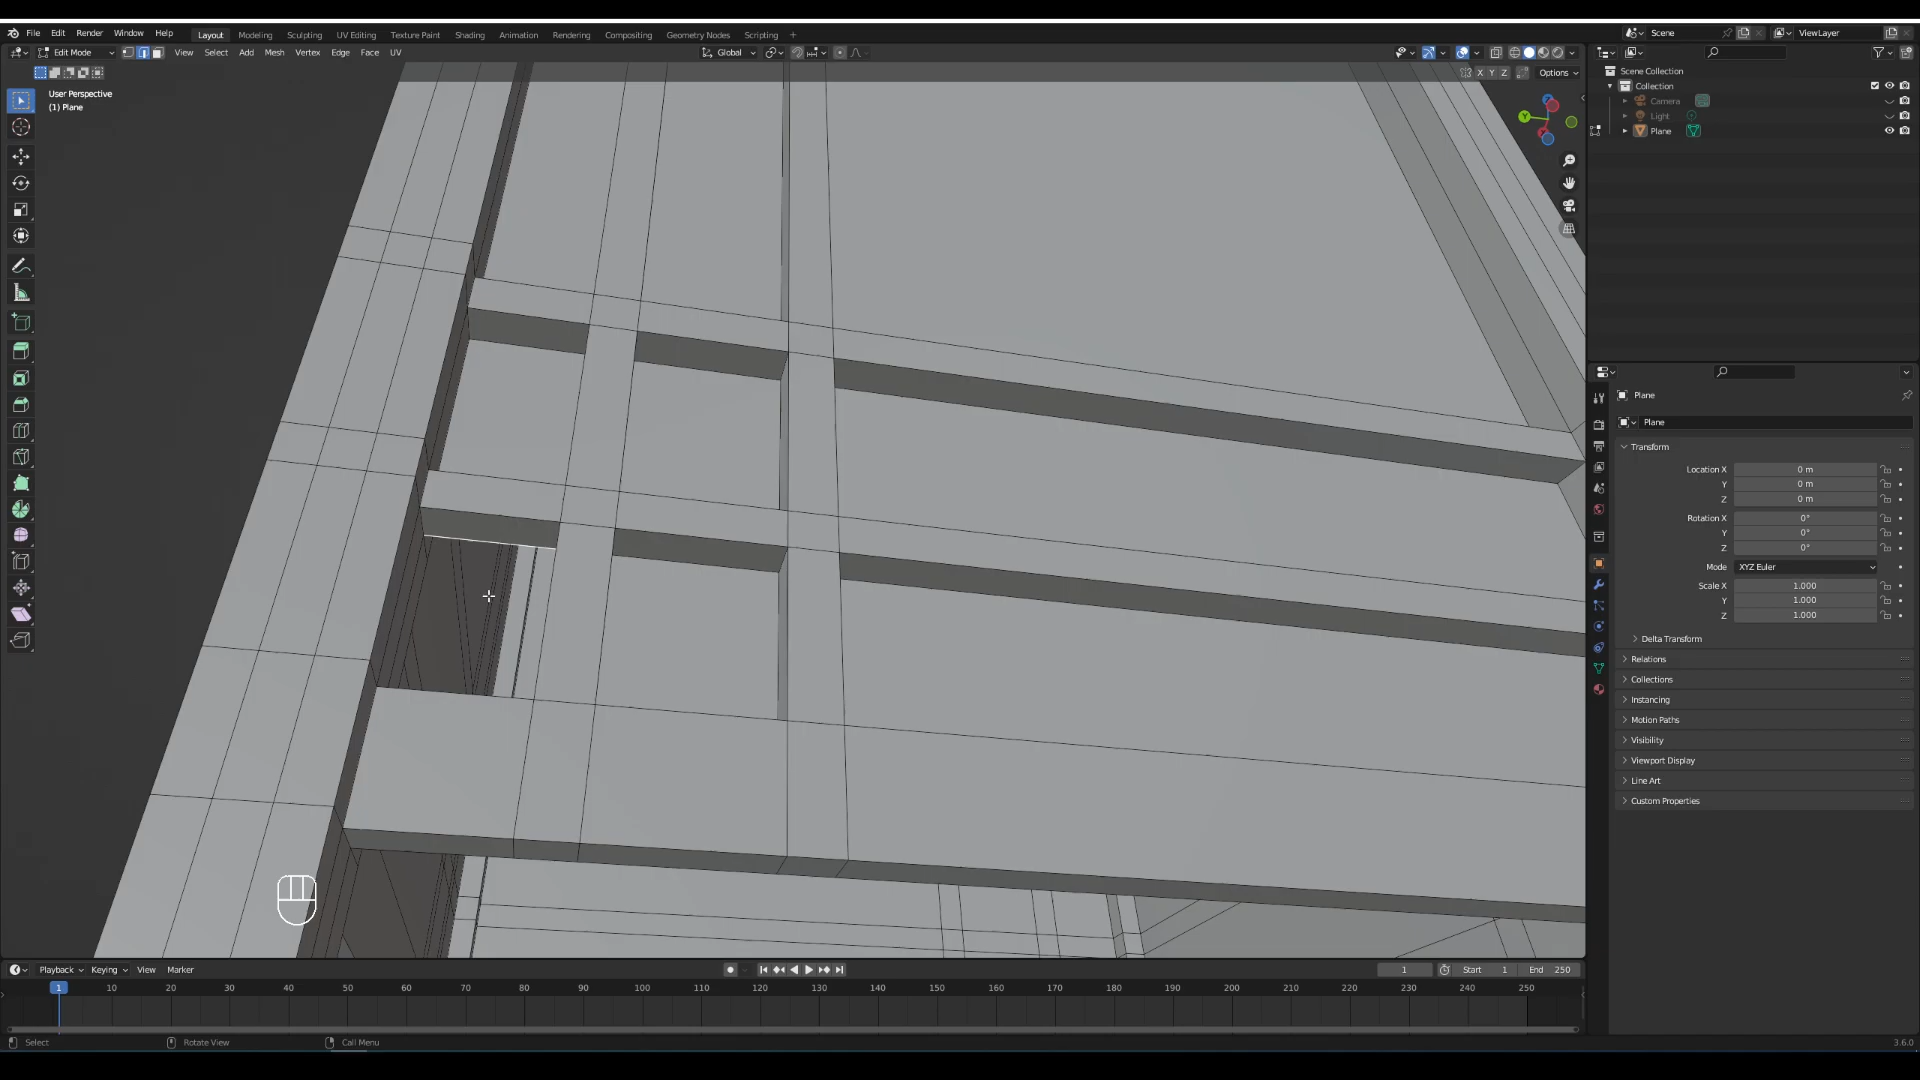 File Edit Render Window Help Layout Modeling Sculpting UV Editing Texture Paint Shading Animation Rendering Compositing Geometry Nodes Scripting + Scene ViewLayer
Edit Mode View Select Add Mesh Vertex Edge Face UV Global
X Y Z Options
User Perspective
(1) Plane
Y
Scene Collection
Collection
Camera
Light
Plane
Plane
Plane
Transform
Location X 0 m
Y 0 m
Z 0 m
Rotation X 0°
Y 0°
Z 0°
Mode XYZ Euler
Scale X 1.000
Y 1.000
Z 1.000
Delta Transform
Relations
Collections
Instancing
Motion Paths
Visibility
Viewport Display
Line Art
Custom Properties
Playback Keying View Marker 1 Start 1 End 250
1 10 20 30 40 50 60 70 80 90 100 110 120 130 140 150 160 170 180 190 200 210 220 230 240 250
Select Rotate View Call Menu 3.6.0